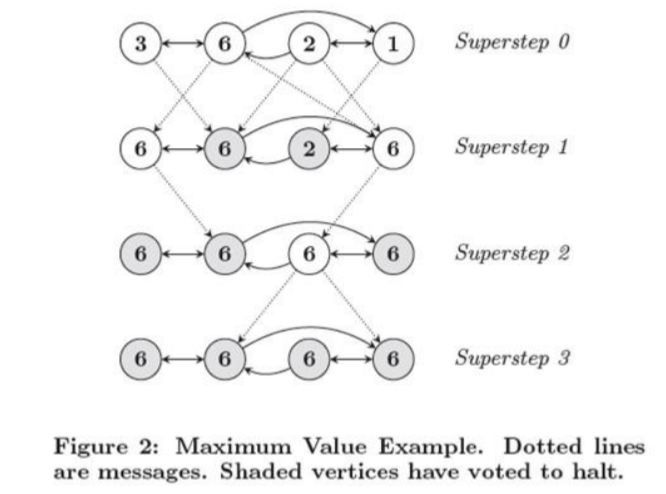 3 6 2 1 Superstep 0
6 6 2 6 Superstep 1
6 6 6 6 Superstep 2
6 6 6 6 Superstep 3
Figure 2: Maximum Value Example. Dotted lines
are messages. Shaded vertices have voted to halt.